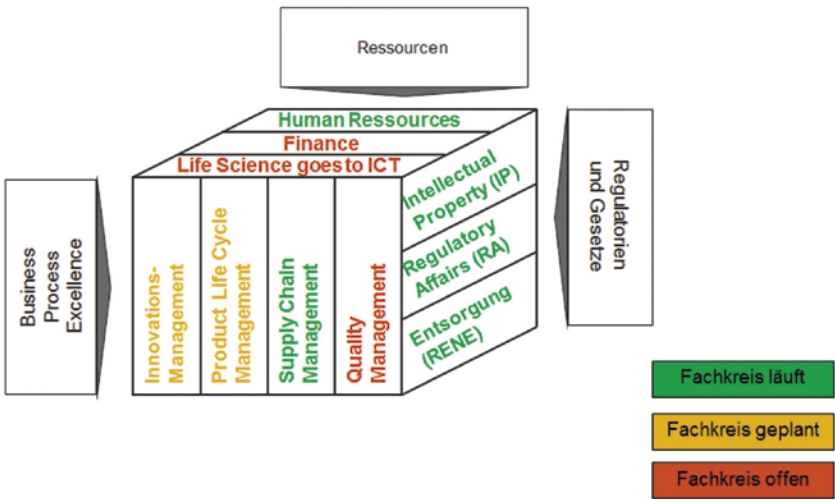 Ressourcen
Human Ressources
Finance
Life Science goes to ICT
Business
Process
Excellence
Innovations-
Management
Product Life Cycle
Management
Supply Chain
Management
Quality
Management
Intellectual
Property (IP)
Regulatory
Affairs (RA)
Entsorgung
(RENE)
Regulatorien
und Gesetze
Fachkreis läuft
Fachkreis geplant
Fachkreis offen